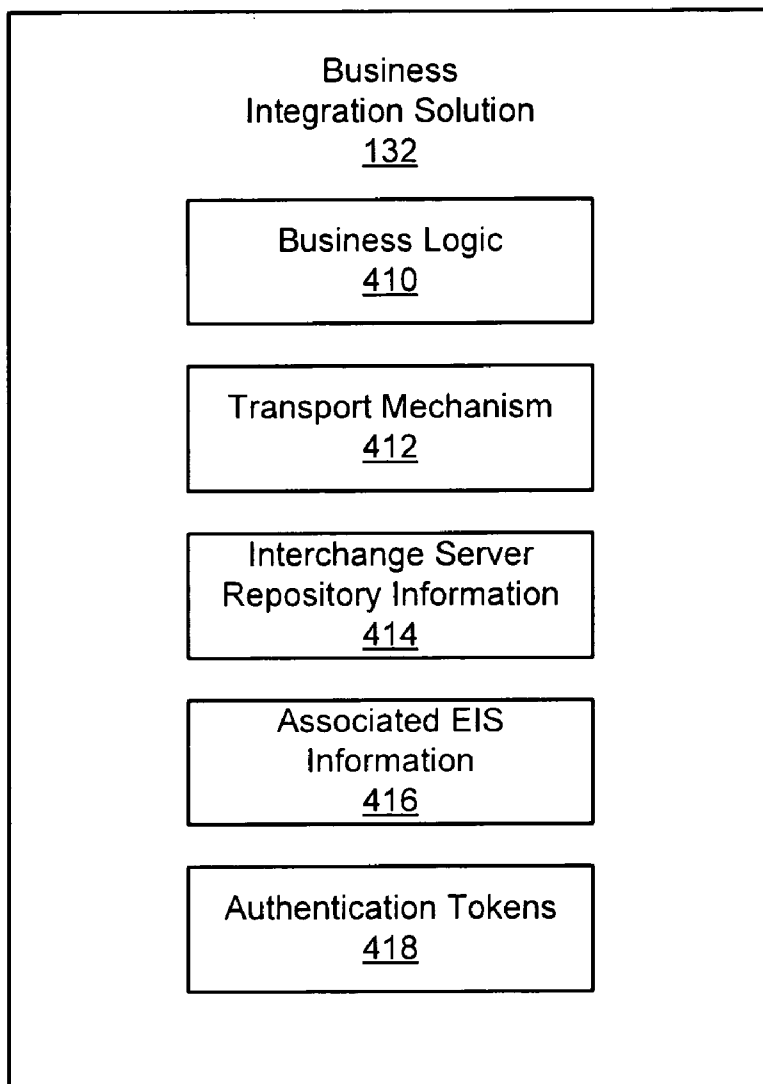 Business
Integration Solution
132
Business Logic
410
Transport Mechanism
412
Interchange Server
Repository Information
414
Associated EIS
Information
416
Authentication Tokens
418